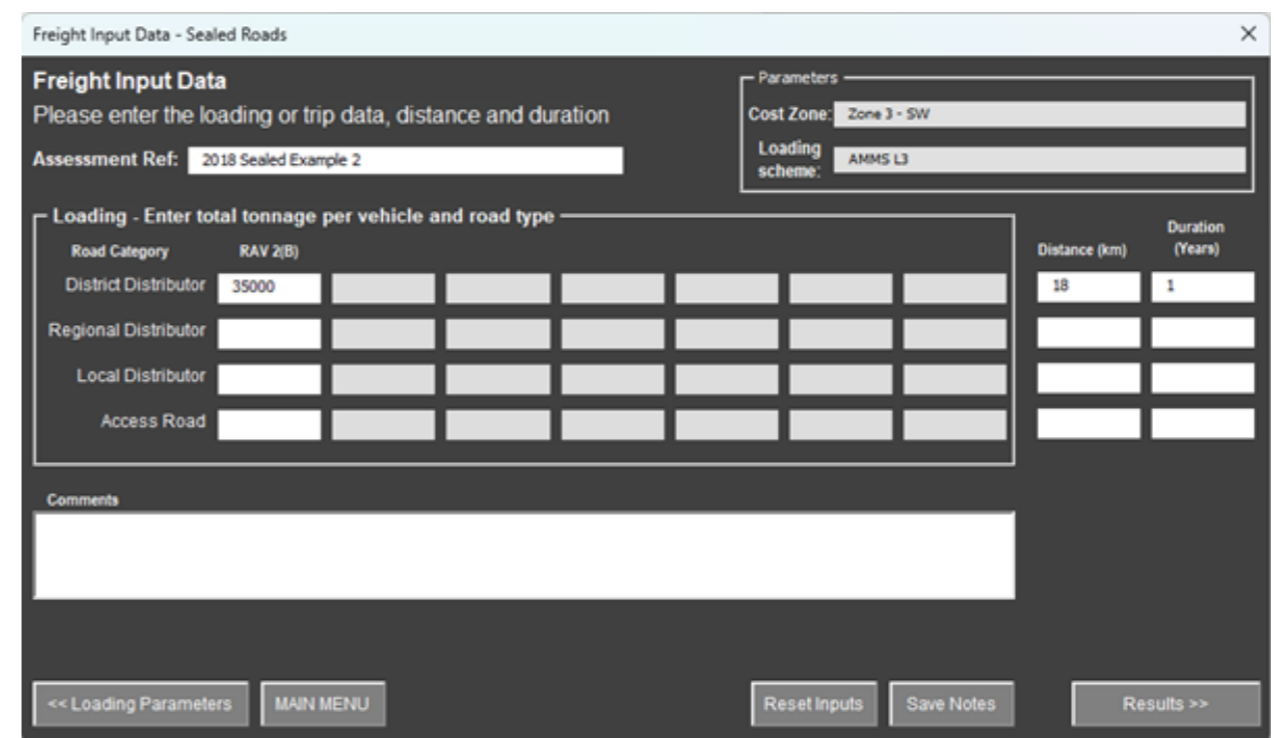 Freight Input Data - Sealed Roads
Freight Input Data
Please enter the loading or trip data, distance and duration
Assessment Ref: 2018 Sealed Example 2
Parameters
Cost Zone: Zone 3 - SW
Loading scheme: AMMS L3
Loading - Enter total tonnage per vehicle and road type
Road Category RAV 2(B) Distance (km) Duration (Years)
District Distributor 35000 18 1
Regional Distributor
Local Distributor
Access Road
Comments
<< Loading Parameters MAIN MENU Reset Inputs Save Notes Results >>